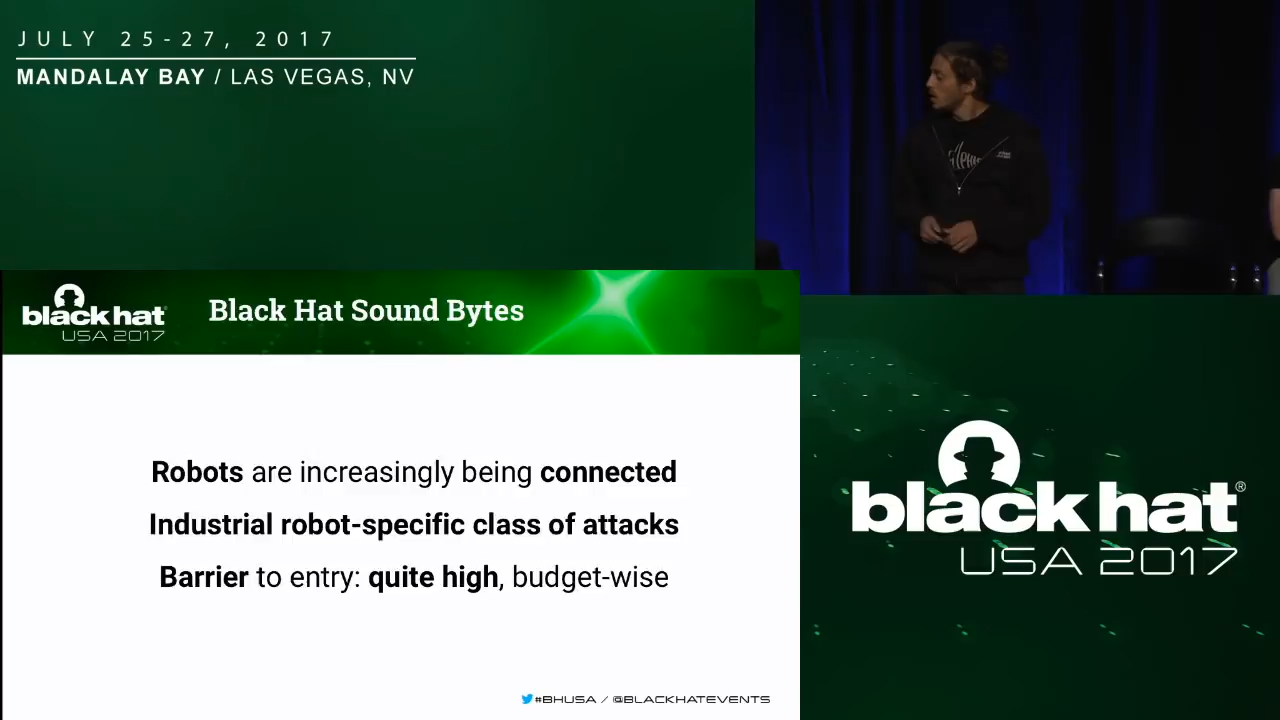 JULY 25-27, 2017
MANDALAY BAY / LAS VEGAS, NV
black hat
USA 2017
Black Hat Sound Bytes
Robots are increasingly being connected
Industrial robot-specific class of attacks
Barrier to entry: quite high, budget-wise
#BHUSA / @BLACKHATEVENTS
black hat®
USA 2017